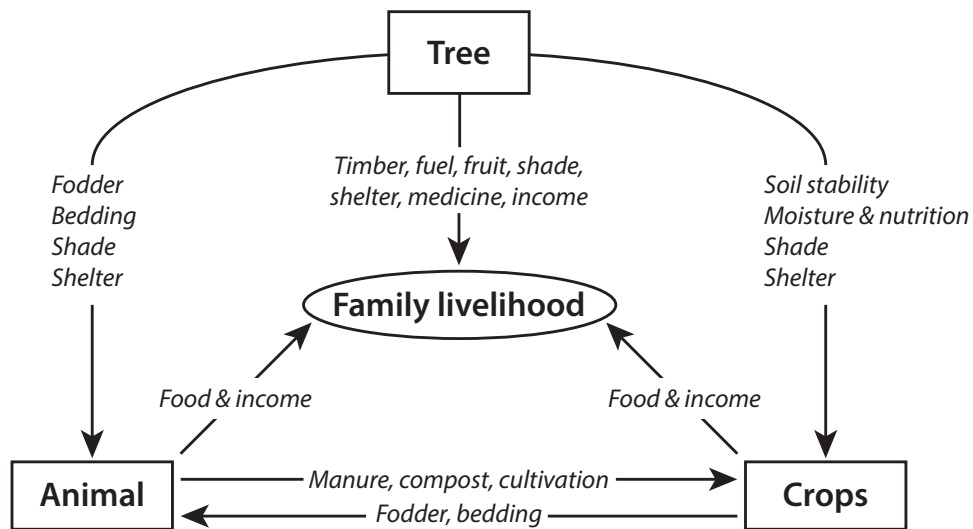 Tree
Timber, fuel, fruit, shade,
shelter, medicine, income
Fodder
Bedding
Shade
Shelter
Soil stability
Moisture & nutrition
Shade
Shelter
Family livelihood
Food & income
Food & income
Animal
Manure, compost, cultivation
Fodder, bedding
Crops